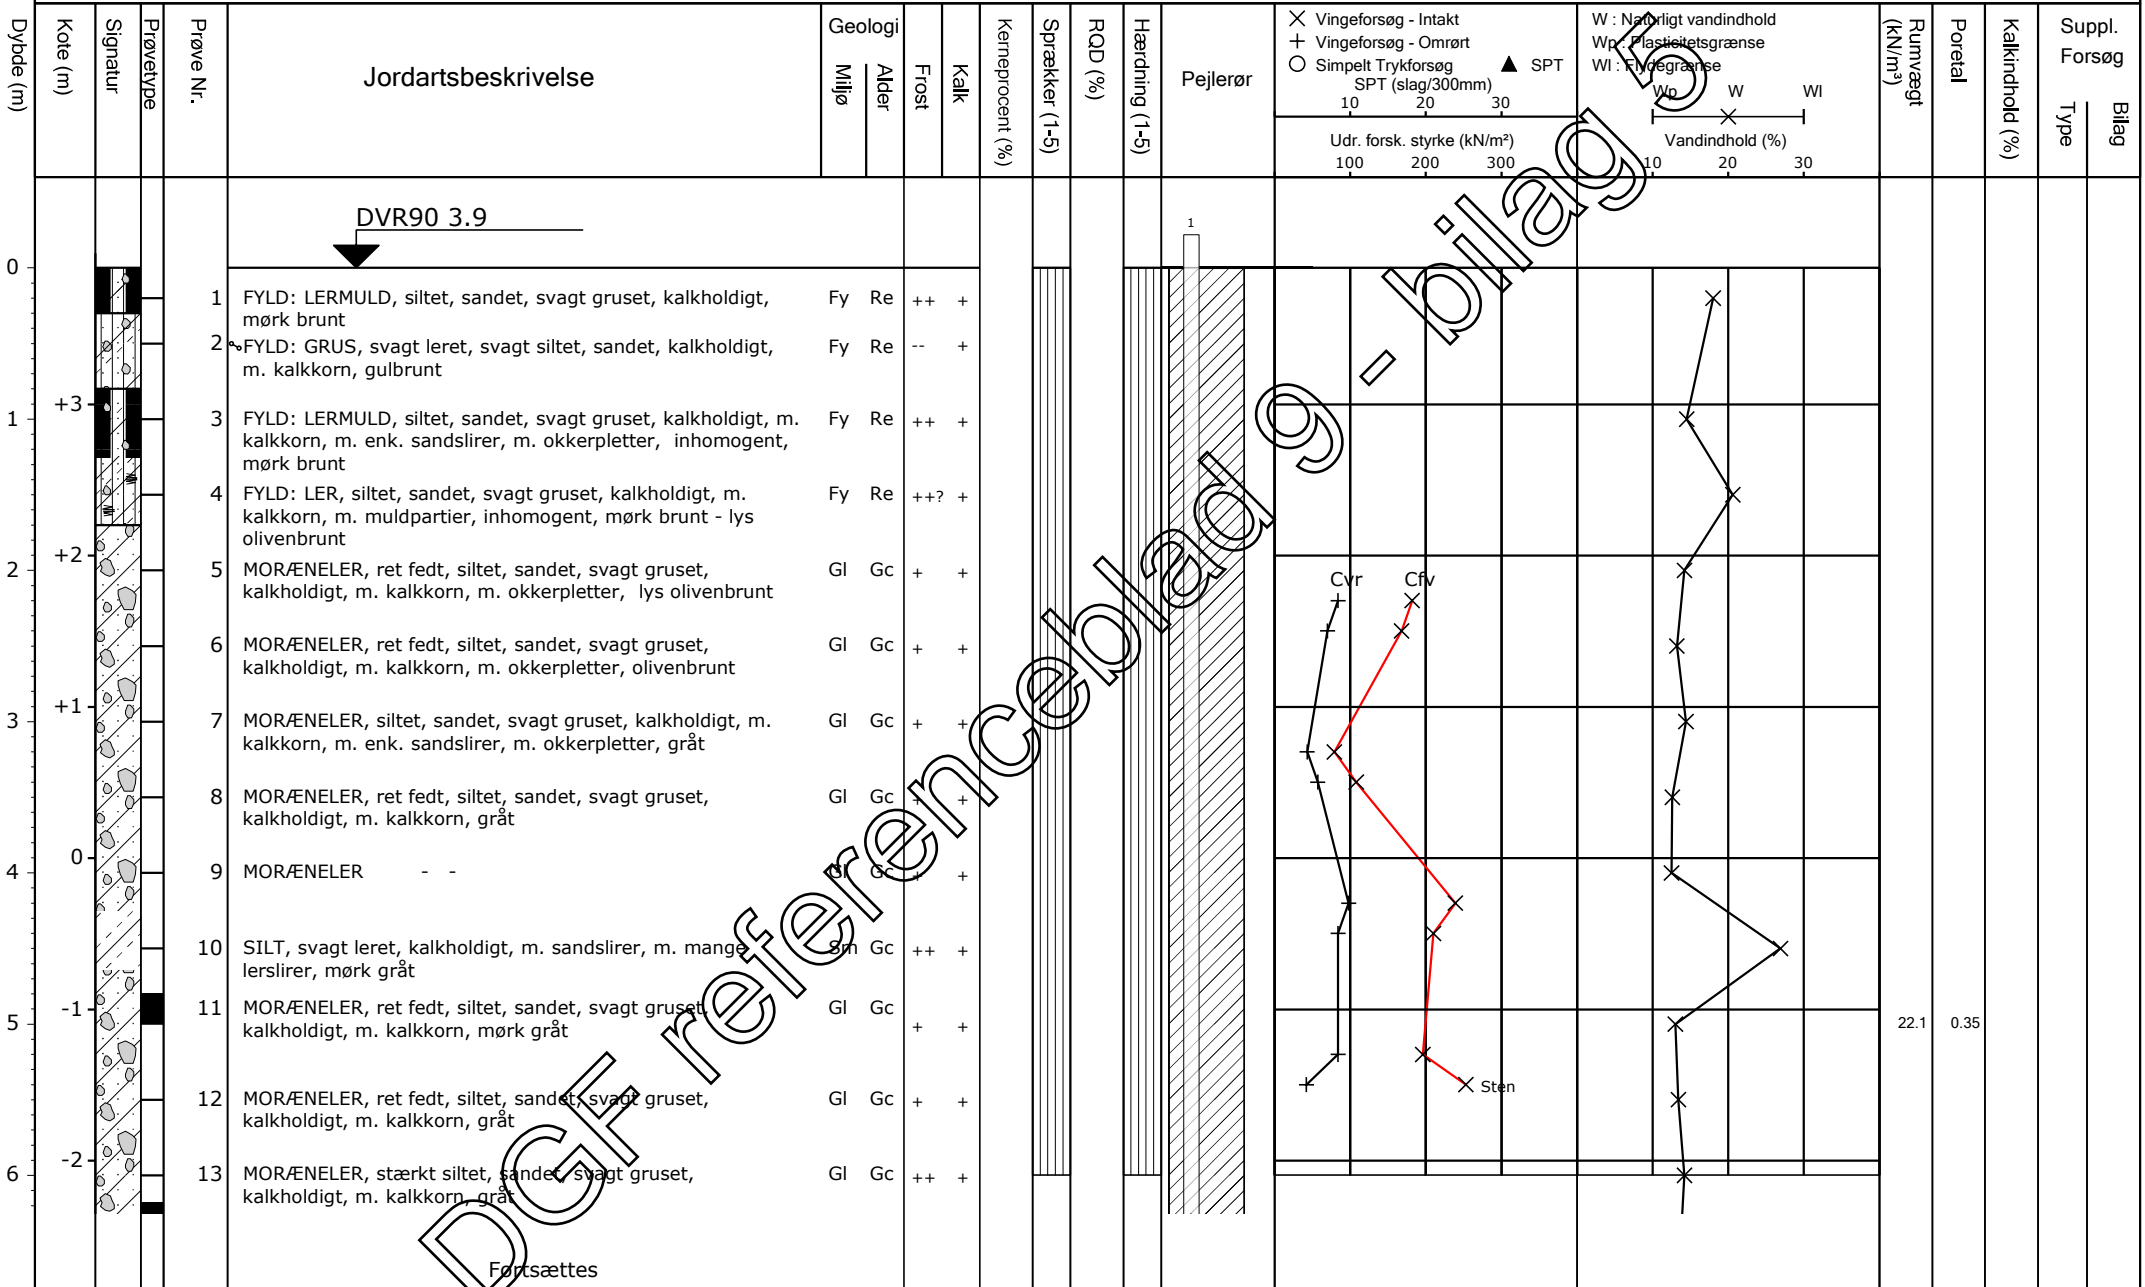 Dybde (m)
Kote (m)
Signatur
Prøvetype
Prøve Nr.
Jordartsbeskrivelse
Geologi
Miljø
Alder
Frost
Kalk
Kerneprocent (%)
Sprækker (1-5)
RQD (%)
Hærdning (1-5)
Pejlerør
Vingeforsøg - Intakt
Vingeforsøg - Omrørt
Simpelt Trykforsøg
SPT
SPT (slag/300mm)
10 20 30
Udr. forsk. styrke (kN/m²)
100 200 300
W : Naturligt vandindhold
Wp : Plasticitetsgrænse
Wl : Flydegrænse
Wp W Wl
Vandindhold (%)
10 20 30
Rumvægt (kN/m³)
Poretal
Kalkindhold (%)
Suppl.
Forsøg
Type
Bilag
DVR90 3.9
1
0
1 FYLD: LERMULD, siltet, sandet, svagt gruset, kalkholdigt, Fy Re ++ +
mørk brunt
2 FYLD: GRUS, svagt leret, svagt siltet, sandet, kalkholdigt, Fy Re -- +
m. kalkkorn, gulbrunt
+3
1 3 FYLD: LERMULD, siltet, sandet, svagt gruset, kalkholdigt, m. Fy Re ++ +
kalkkorn, m. enk. sandslirer, m. okkerpletter, inhomogent,
mørk brunt
4 FYLD: LER, siltet, sandet, svagt gruset, kalkholdigt, m. Fy Re ++? +
kalkkorn, m. muldpartier, inhomogent, mørk brunt - lys
olivenbrunt
+2
2 5 MORÆNELER, ret fedt, siltet, sandet, svagt gruset, Gl Gc + +
kalkholdigt, m. kalkkorn, m. okkerpletter, lys olivenbrunt
Cvr Cfv
6 MORÆNELER, ret fedt, siltet, sandet, svagt gruset, Gl Gc + +
kalkholdigt, m. kalkkorn, m. okkerpletter, olivenbrunt
+1
3 7 MORÆNELER, siltet, sandet, svagt gruset, kalkholdigt, m. Gl Gc + +
kalkkorn, m. enk. sandslirer, m. okkerpletter, gråt
8 MORÆNELER, ret fedt, siltet, sandet, svagt gruset, Gl Gc + +
kalkholdigt, m. kalkkorn, gråt
0
4 9 MORÆNELER - - Gl Gc + +
10 SILT, svagt leret, kalkholdigt, m. sandslirer, m. mange Sm Gc ++ +
lerslirer, mørk gråt
-1 11 MORÆNELER, ret fedt, siltet, sandet, svagt gruset, Gl Gc
5 kalkholdigt, m. kalkkorn, mørk gråt + + 22.1 0.35
Sten
12 MORÆNELER, ret fedt, siltet, sandet, svagt gruset, Gl Gc + +
kalkholdigt, m. kalkkorn, gråt
-2
6 13 MORÆNELER, stærkt siltet, sandet, svagt gruset, Gl Gc ++ +
kalkholdigt, m. kalkkorn, gråt
Fortsættes
DGF referenceblad 9 - bilag 5